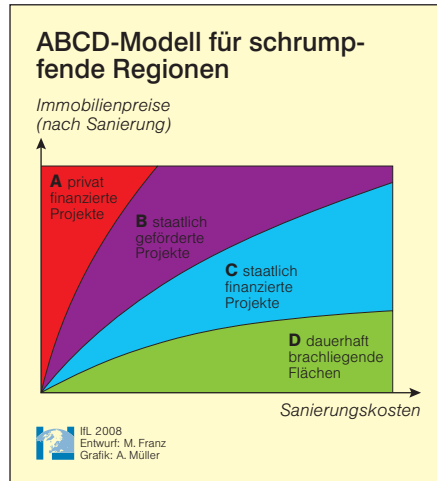 ABCD-Modell für schrump-
fende Regionen
Immobilienpreise
(nach Sanierung)
A privat
finanzierte
Projekte
B staatlich
geförderte
Projekte
C staatlich
finanzierte
Projekte
D dauerhaft
brachliegende
Flächen
Sanierungskosten
IfL 2008
Entwurf: M. Franz
Grafik: A. Müller